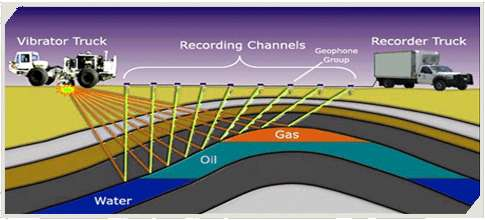 Vibrator Truck
Recording Channels
Geophone
Group
Recorder Truck
Gas
Oil
Water